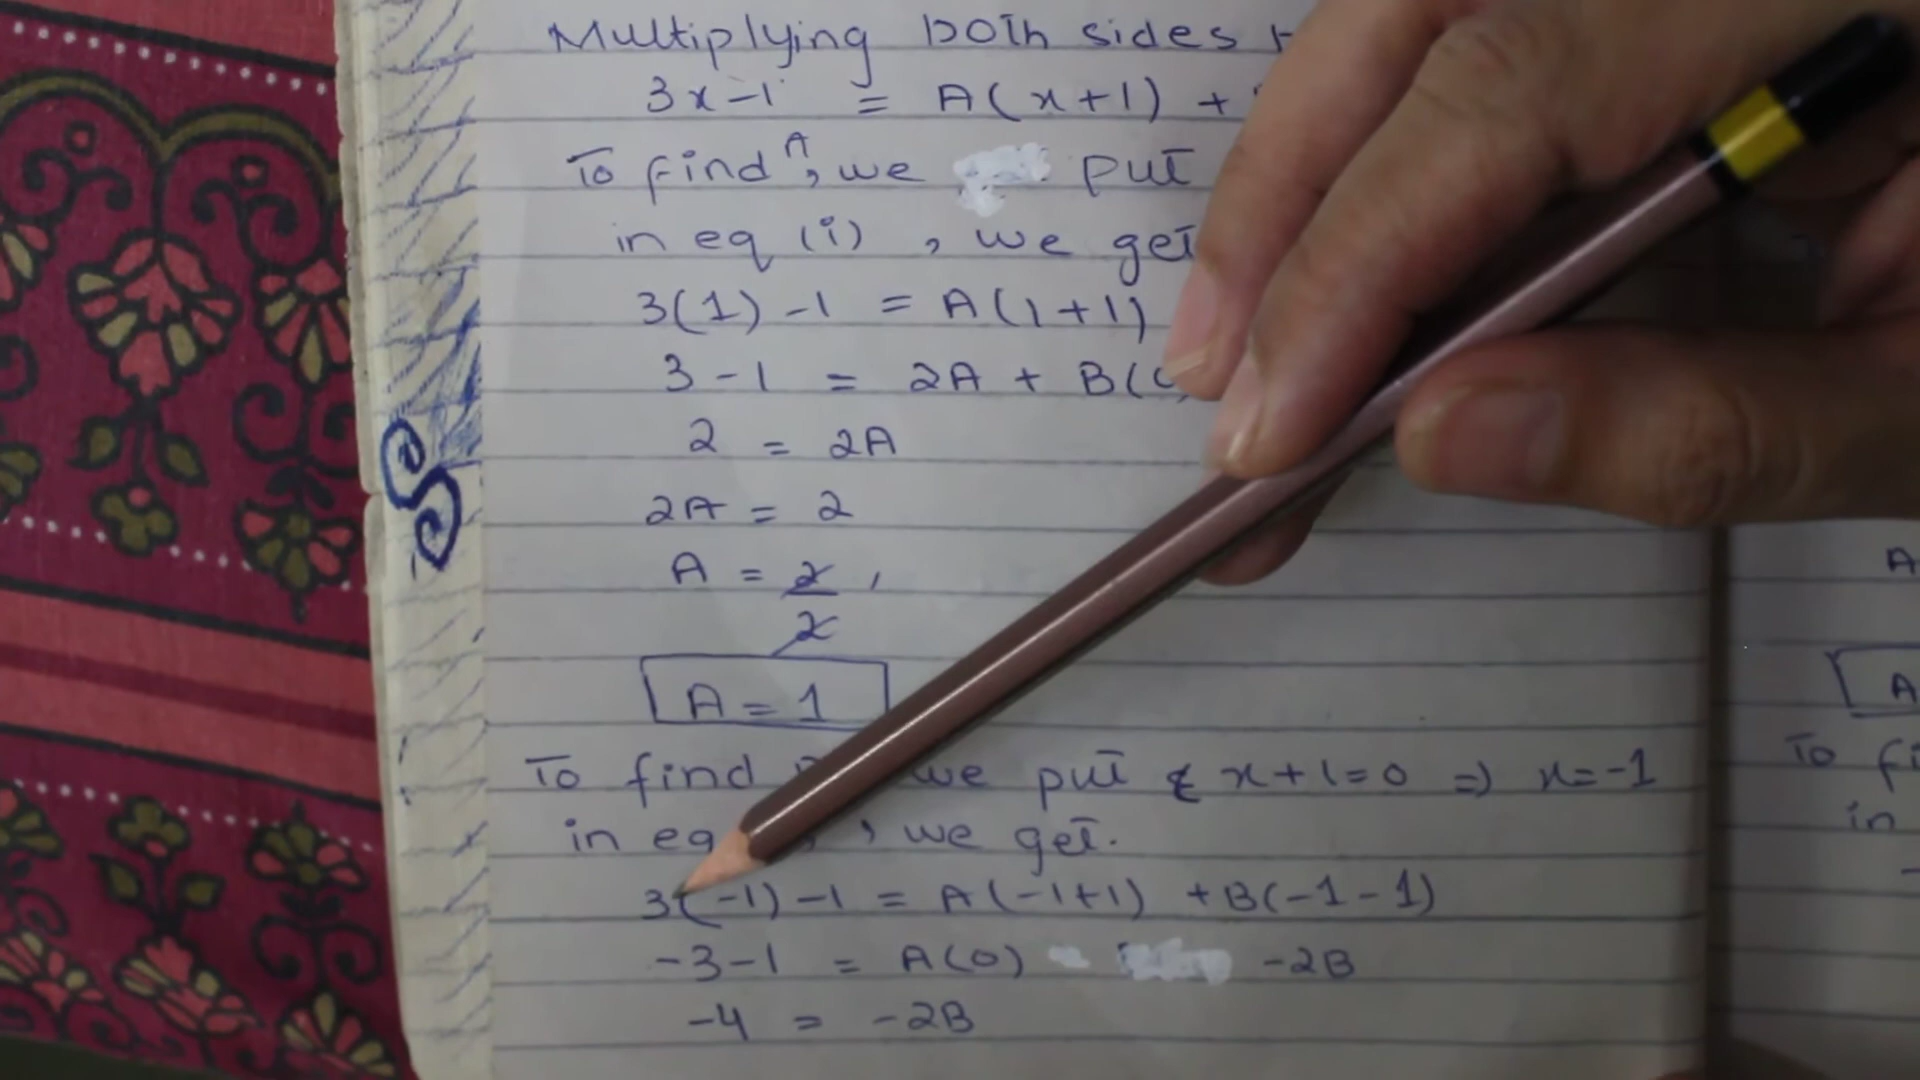 Multiplying both sides
3x-1 = A(x+1) +
To find A, we put
in eq (i), we get
3(1)-1 = A(1+1)
3-1 = 2A + B(
2 = 2A
2A = 2
A = 2/2
A = 1
To find we put x+1=0 => x=-1
in eq , we get.
3(-1)-1 = A(-1+1) +B(-1-1)
-3-1 = A(0) -2B
-4 = -2B
A
A
To
in